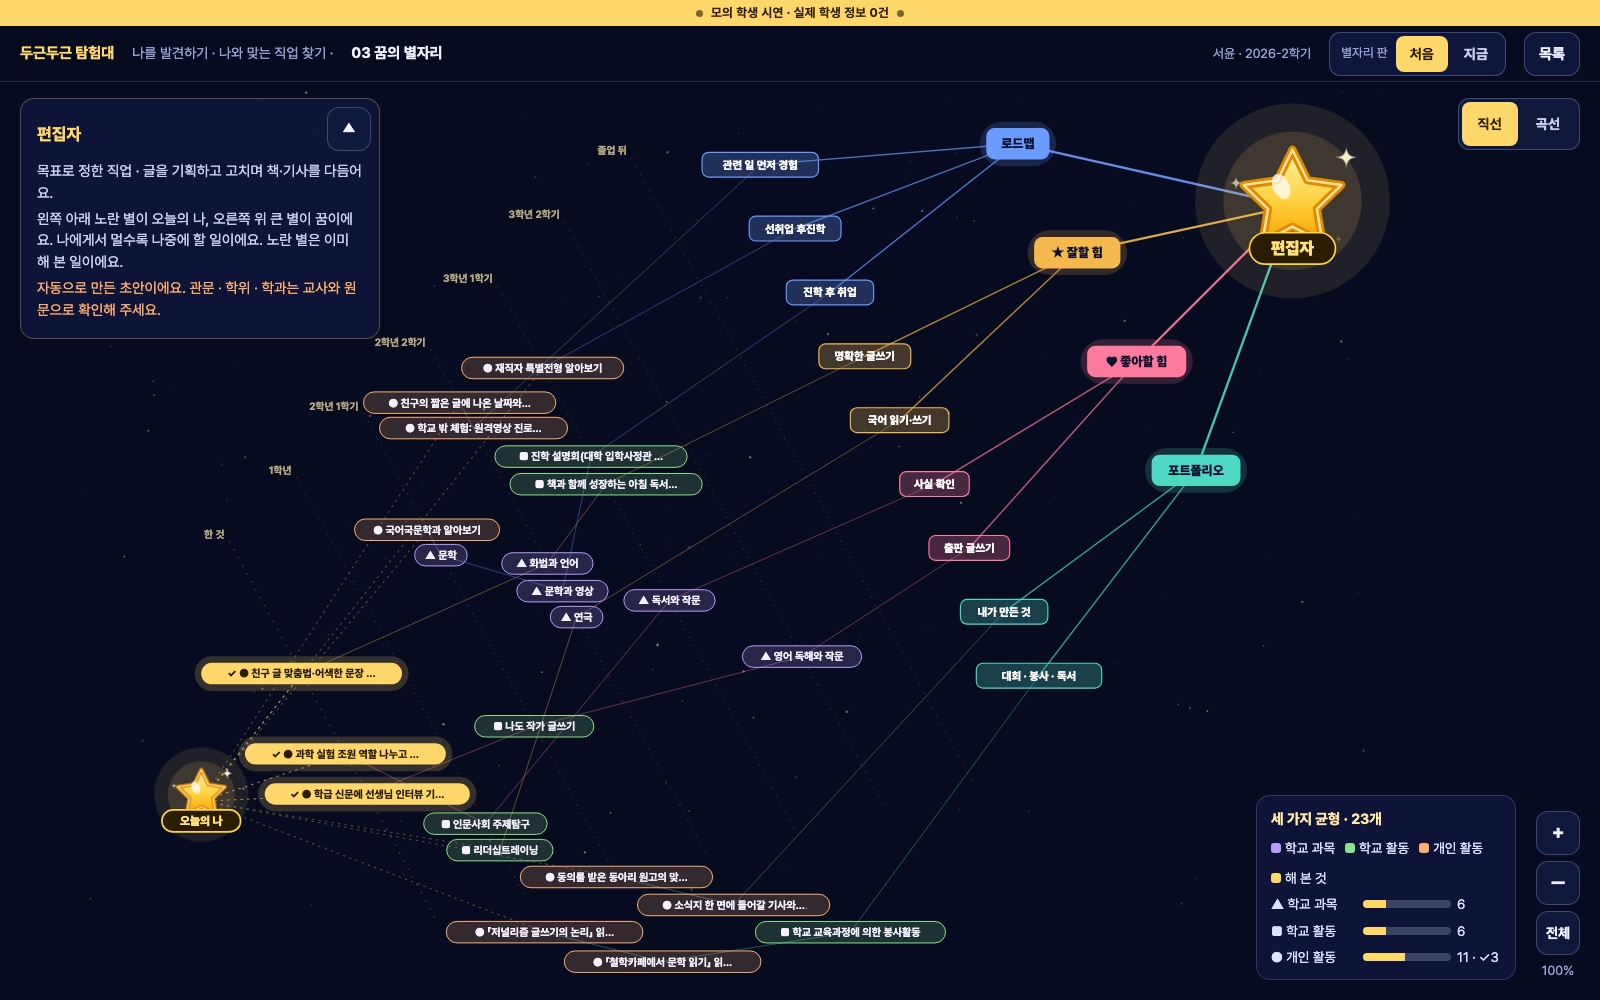 모의 학생 시연 · 실제 학생 정보 0건
두근두근 탐험대
나를 발견하기 · 나와 맞는 직업 찾기 ·
03 꿈의 별자리
서윤 · 2026-2학기
별자리 판
처음
지금
목록
편집자
▲
목표로 정한 직업 · 글을 기획하고 고치며 책·기사를 다듬어
요.
왼쪽 아래 노란 별이 오늘의 나, 오른쪽 위 큰 별이 꿈이에
요. 나에게서 멀수록 나중에 할 일이에요. 노란 별은 이미
해 본 일이에요.
자동으로 만든 초안이에요. 관문 · 학위 · 학과는 교사와 원
문으로 확인해 주세요.
직선
곡선
졸업 뒤
3학년 2학기
3학년 1학기
2학년 2학기
2학년 1학기
1학년
한 것
로드맵
관련 일 먼저 경험
선취업 후진학
진학 후 취업
★ 잘할 힘
명확한 글쓰기
국어 읽기·쓰기
편집자
♥ 좋아할 힘
사실 확인
출판 글쓰기
포트폴리오
내가 만든 것
대회 · 봉사 · 독서
● 재직자 특별전형 알아보기
● 친구의 짧은 글에 나온 날짜와...
● 학교 밖 체험: 원격영상 진로...
■ 진학 설명회(대학 입학사정관 ...
■ 책과 함께 성장하는 아침 독서...
● 국어국문학과 알아보기
▲ 문학
▲ 화법과 언어
▲ 문학과 영상
▲ 독서와 작문
▲ 연극
▲ 영어 독해와 작문
✓ ● 친구 글 맞춤법·어색한 문장 ...
■ 나도 작가 글쓰기
✓ ● 과학 실험 조원 역할 나누고 ...
✓ ● 학급 신문에 선생님 인터뷰 기...
오늘의 나
■ 인문사회 주제탐구
■ 리더십트레이닝
● 동의를 받은 동아리 원고의 맞...
● 소식지 한 면에 들어갈 기사와...
● 『저널리즘 글쓰기의 논리』 읽...
■ 학교 교육과정에 의한 봉사활동
● 『철학카페에서 문학 읽기』 읽...
세 가지 균형 · 23개
학교 과목
학교 활동
개인 활동
해 본 것
▲ 학교 과목 6
■ 학교 활동 6
● 개인 활동 11 · ✓3
+
−
전체
100%